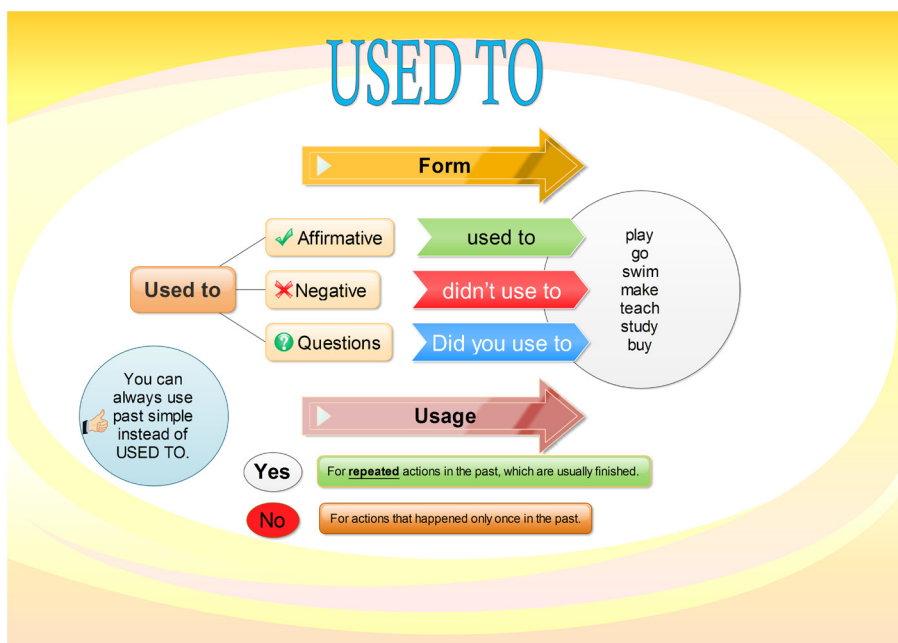 USED TO
Form
Used to
Affirmative
used to
Negative
didn't use to
Questions
Did you use to
play
go
swim
make
teach
study
buy
You can
always use
past simple
instead of
USED TO.
Usage
Yes
For repeated actions in the past, which are usually finished.
No
For actions that happened only once in the past.